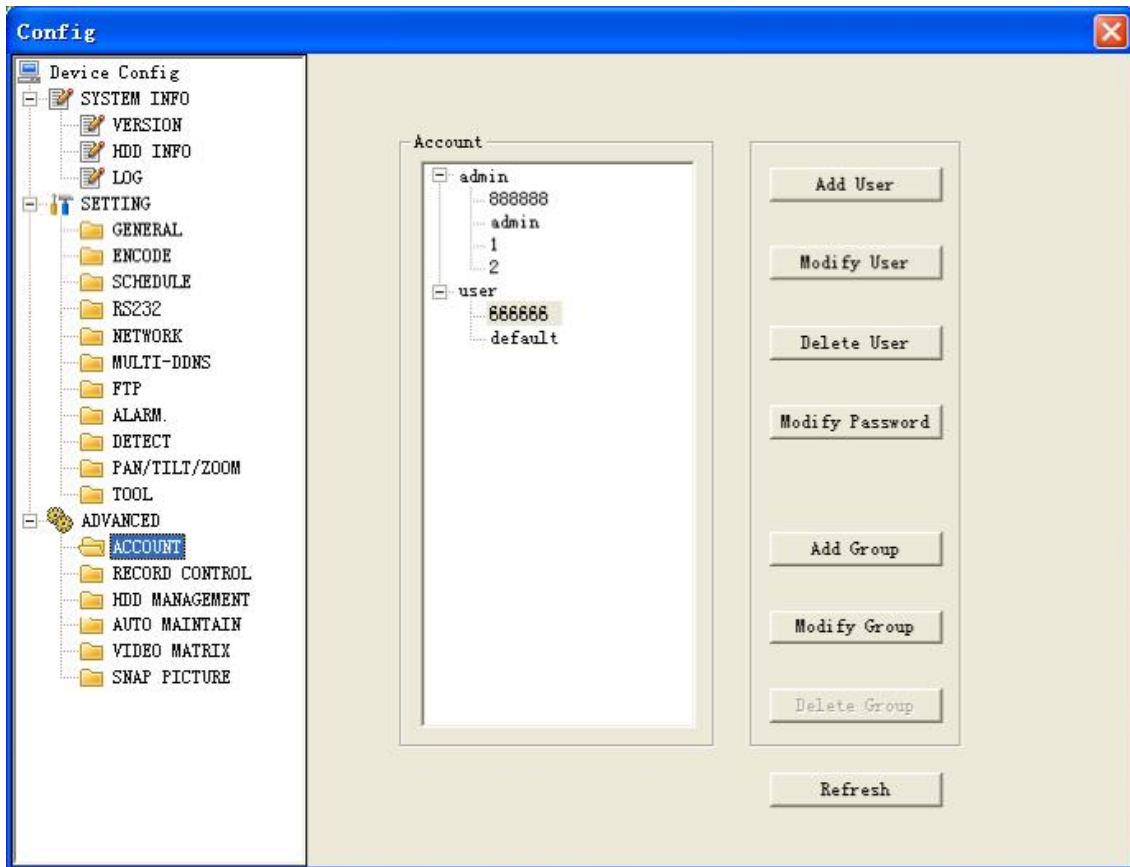 Config
Device Config
SYSTEM INFO
VERSION
HDD INFO
LOG
SETTING
GENERAL
ENCODE
SCHEDULE
RS232
NETWORK
MULTI-DDNS
FTP
ALARM.
DETECT
PAN/TILT/ZOOM
TOOL
ADVANCED
ACCOUNT
RECORD CONTROL
HDD MANAGEMENT
AUTO MAINTAIN
VIDEO MATRIX
SNAP PICTURE
Account
admin
888888
admin
1
2
user
666666
default
Add User
Modify User
Delete User
Modify Password
Add Group
Modify Group
Delete Group
Refresh